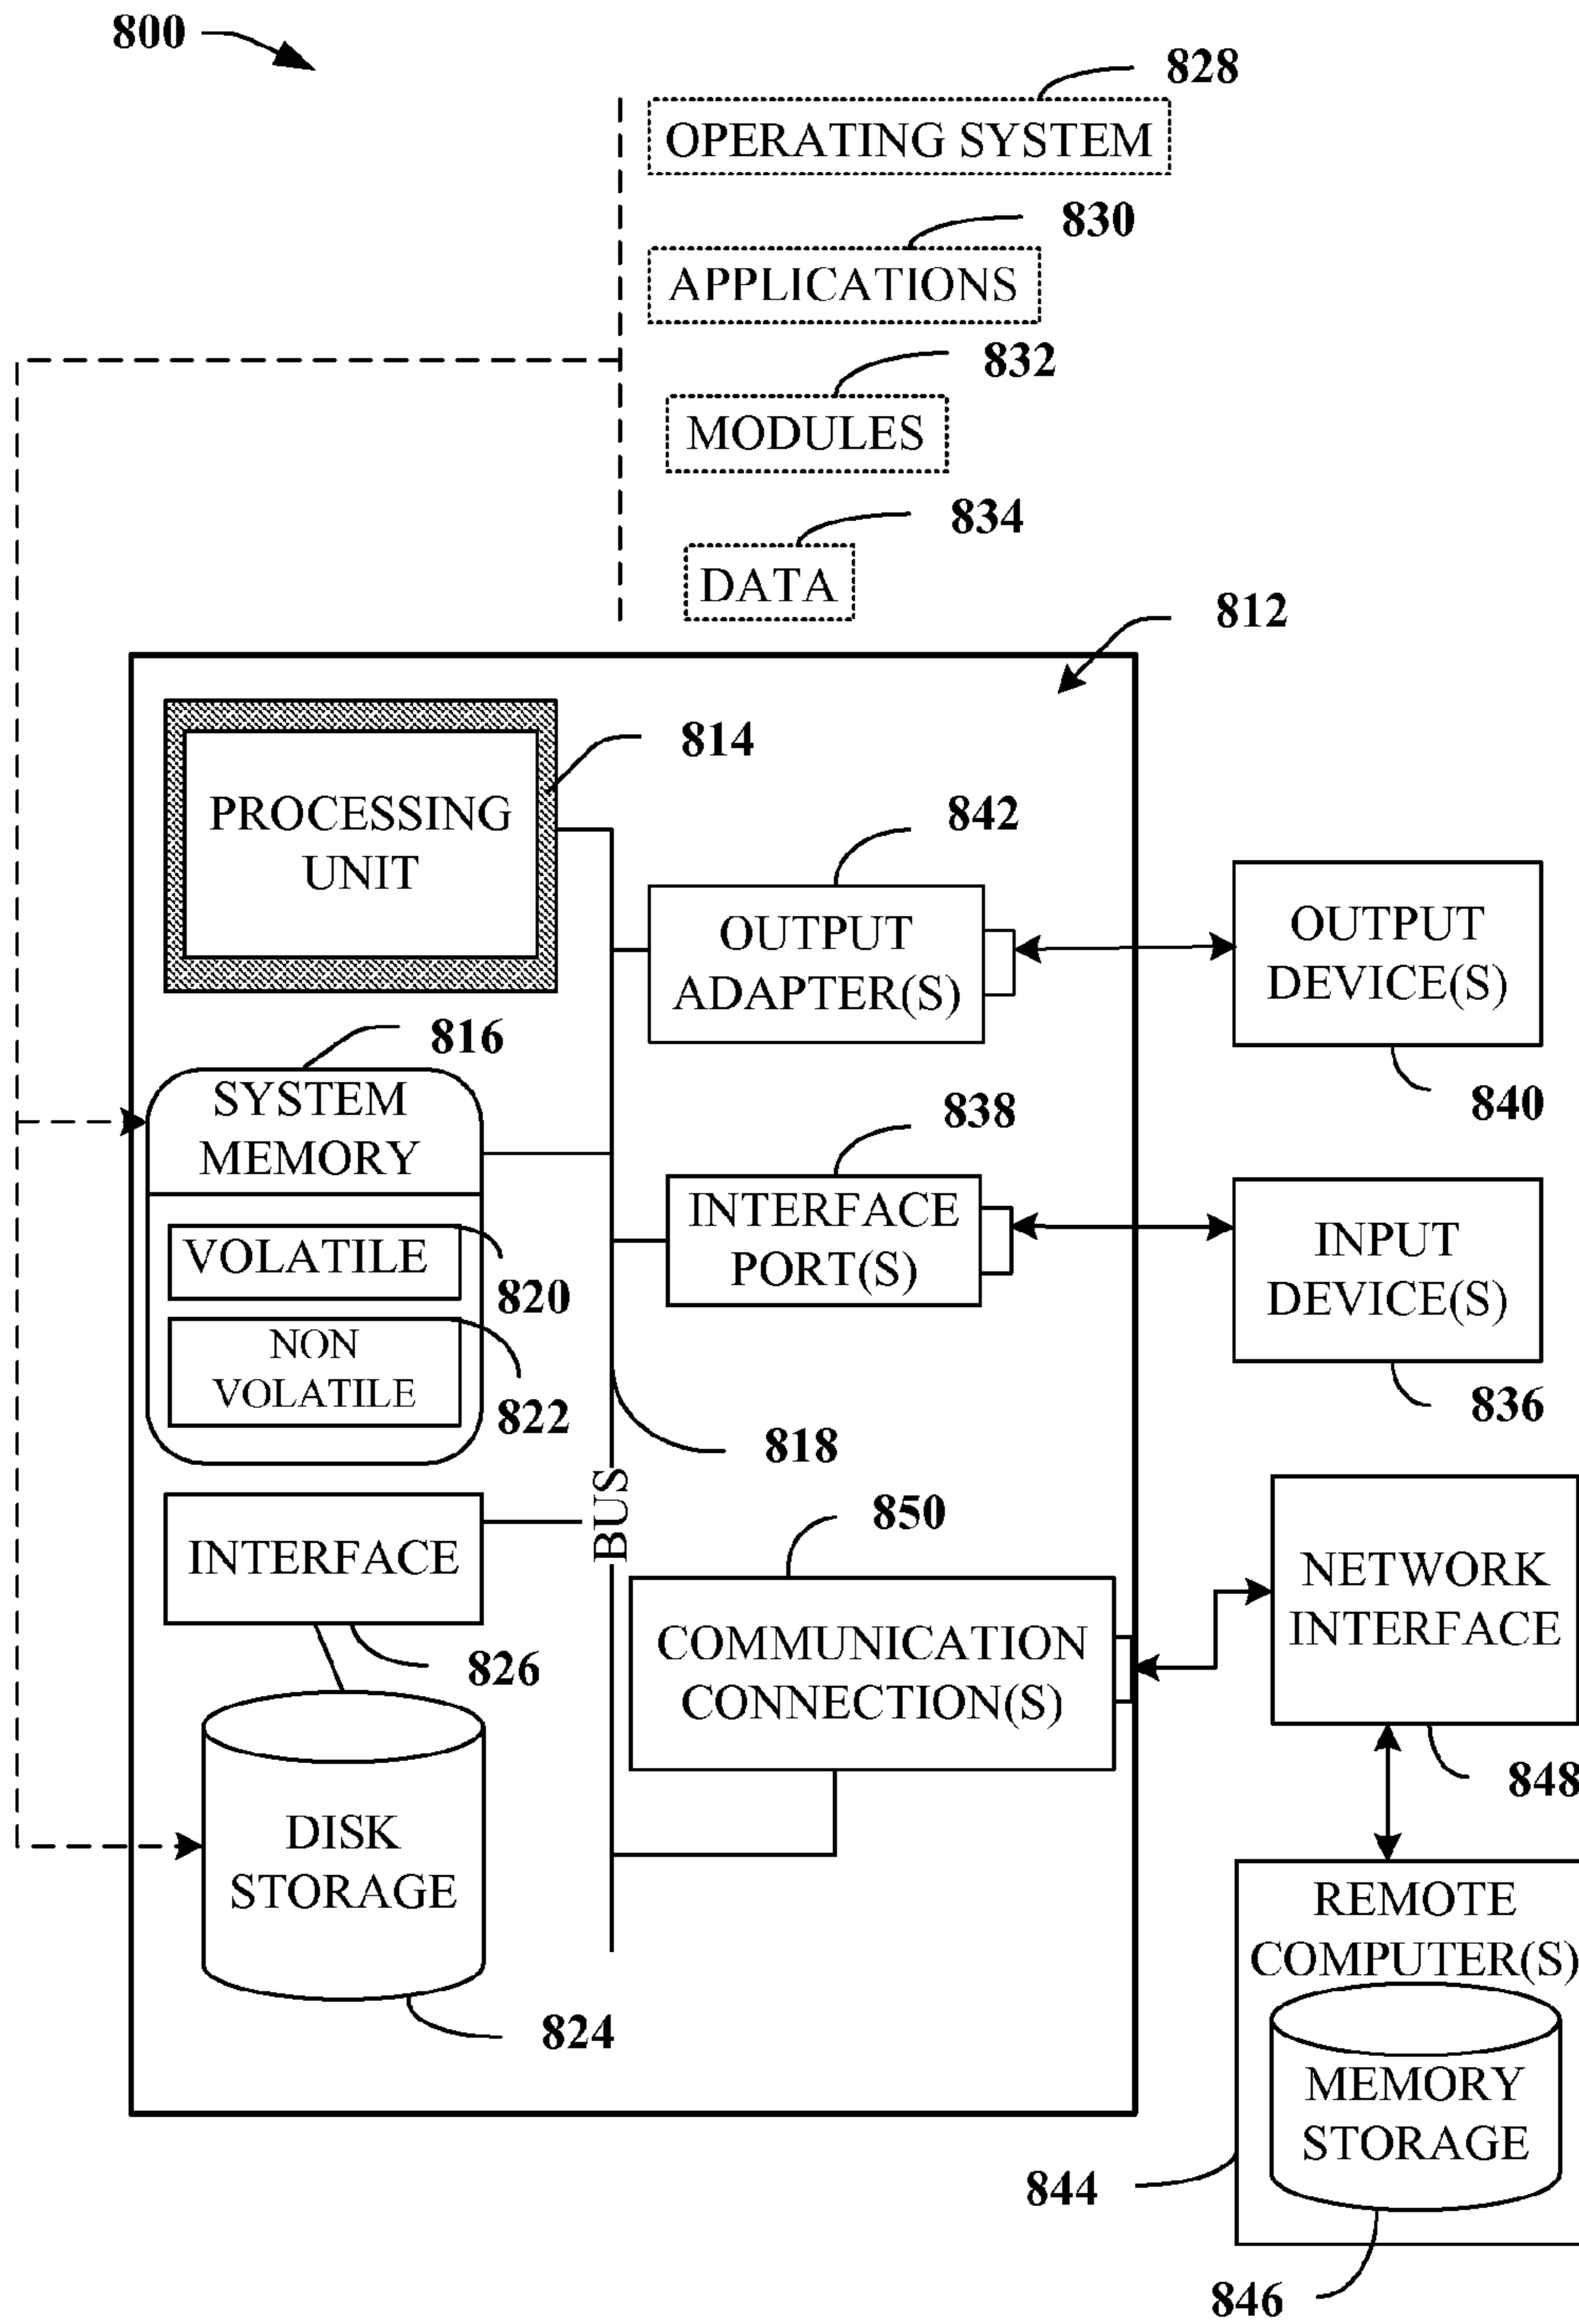 800
828
OPERATING SYSTEM
830
APPLICATIONS
832
MODULES
834
DATA
812
814
PROCESSING
UNIT
842
OUTPUT
ADAPTER(S)
OUTPUT
DEVICE(S)
840
816
SYSTEM
MEMORY
838
INTERFACE
PORT(S)
INPUT
DEVICE(S)
836
VOLATILE
820
NON
VOLATILE
822
818
BUS
INTERFACE
826
850
COMMUNICATION
CONNECTION(S)
NETWORK
INTERFACE
848
DISK
STORAGE
824
REMOTE
COMPUTER(S)
MEMORY
STORAGE
844
846